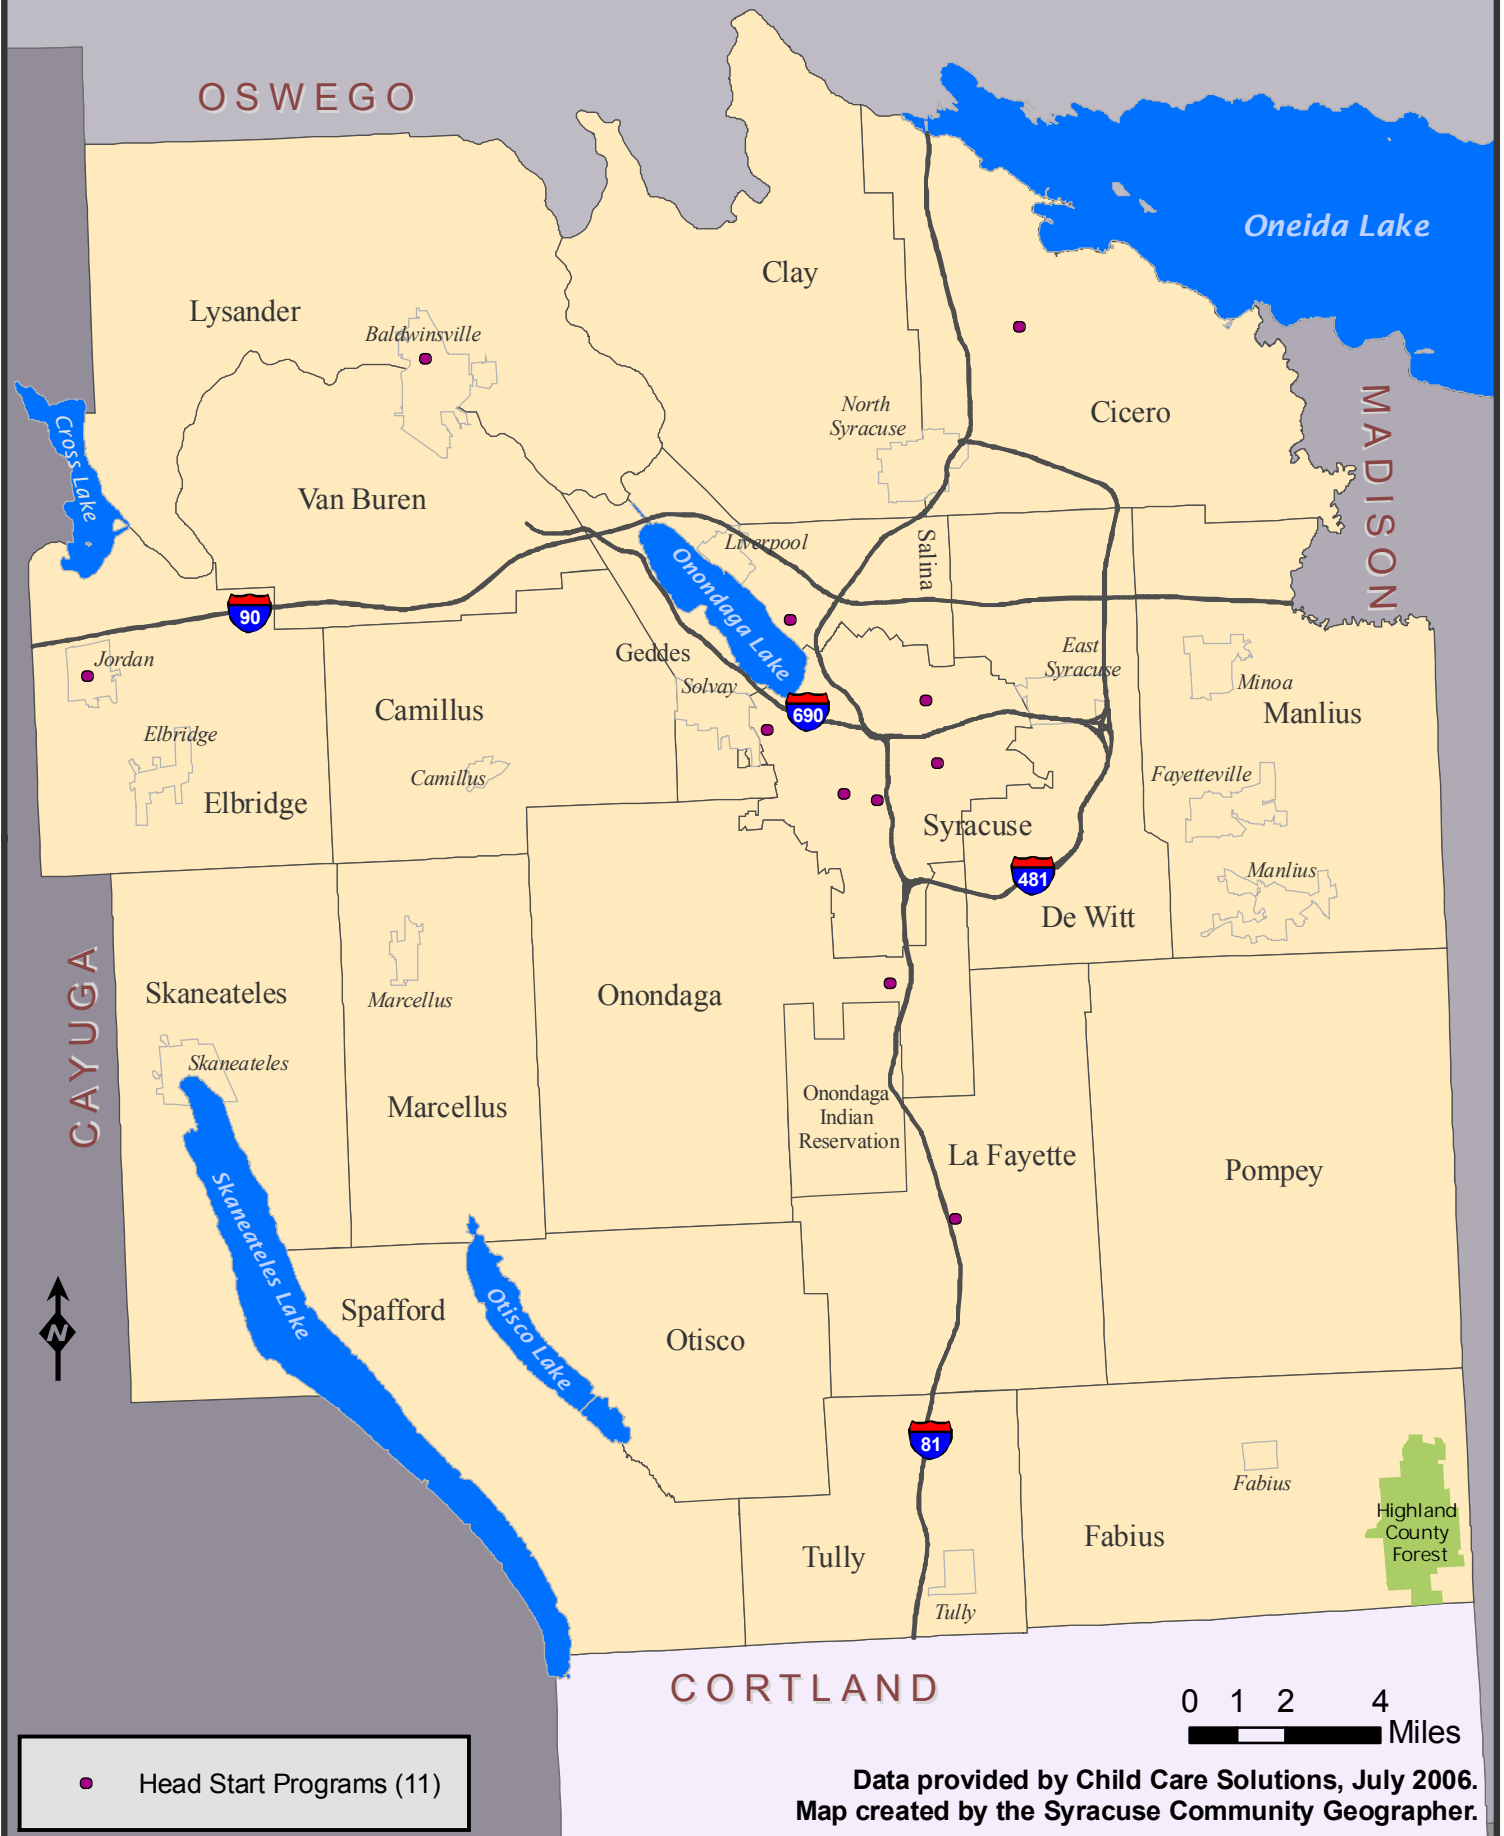 OSWEGO
Oneida Lake
Clay
Lysander
Baldwinsville
MADISON
North
Syracuse
Cicero
Cross Lake
Van Buren
Liverpool
Salina
Onondaga Lake
90
Geddes
East
Syracuse
Jordan
Solvay
Minoa
Camillus
690
Manlius
Elbridge
Camillus
Fayetteville
Elbridge
Syracuse
481
Manlius
De Witt
CAYUGA
Skaneateles
Marcellus
Onondaga
Skaneateles
Onondaga
Indian
Reservation
Marcellus
La Fayette
Pompey
Skaneateles Lake
N
Spafford
Otisco Lake
Otisco
81
Fabius
Highland
County
Forest
Fabius
Tully
Tully
CORTLAND
0 1 2 4
Miles
Head Start Programs (11)
Data provided by Child Care Solutions, July 2006.
Map created by the Syracuse Community Geographer.